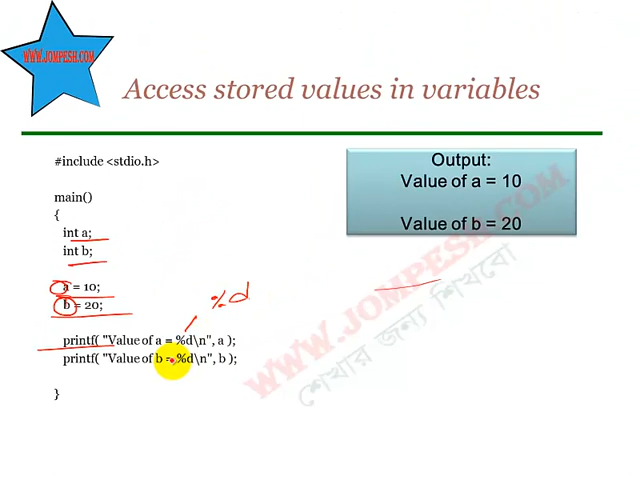 WWW.JOMPESH.COM
Access stored values in variables
#include <stdio.h>
main()
{
int a;
int b;
a = 10;
b = 20;
%d
printf( "Value of a = %d\n", a );
printf( "Value of b = %d\n", b );
}
Output:
Value of a = 10
Value of b = 20
WWW.JOMPESH.COM
শেখার জন্য শিখবো